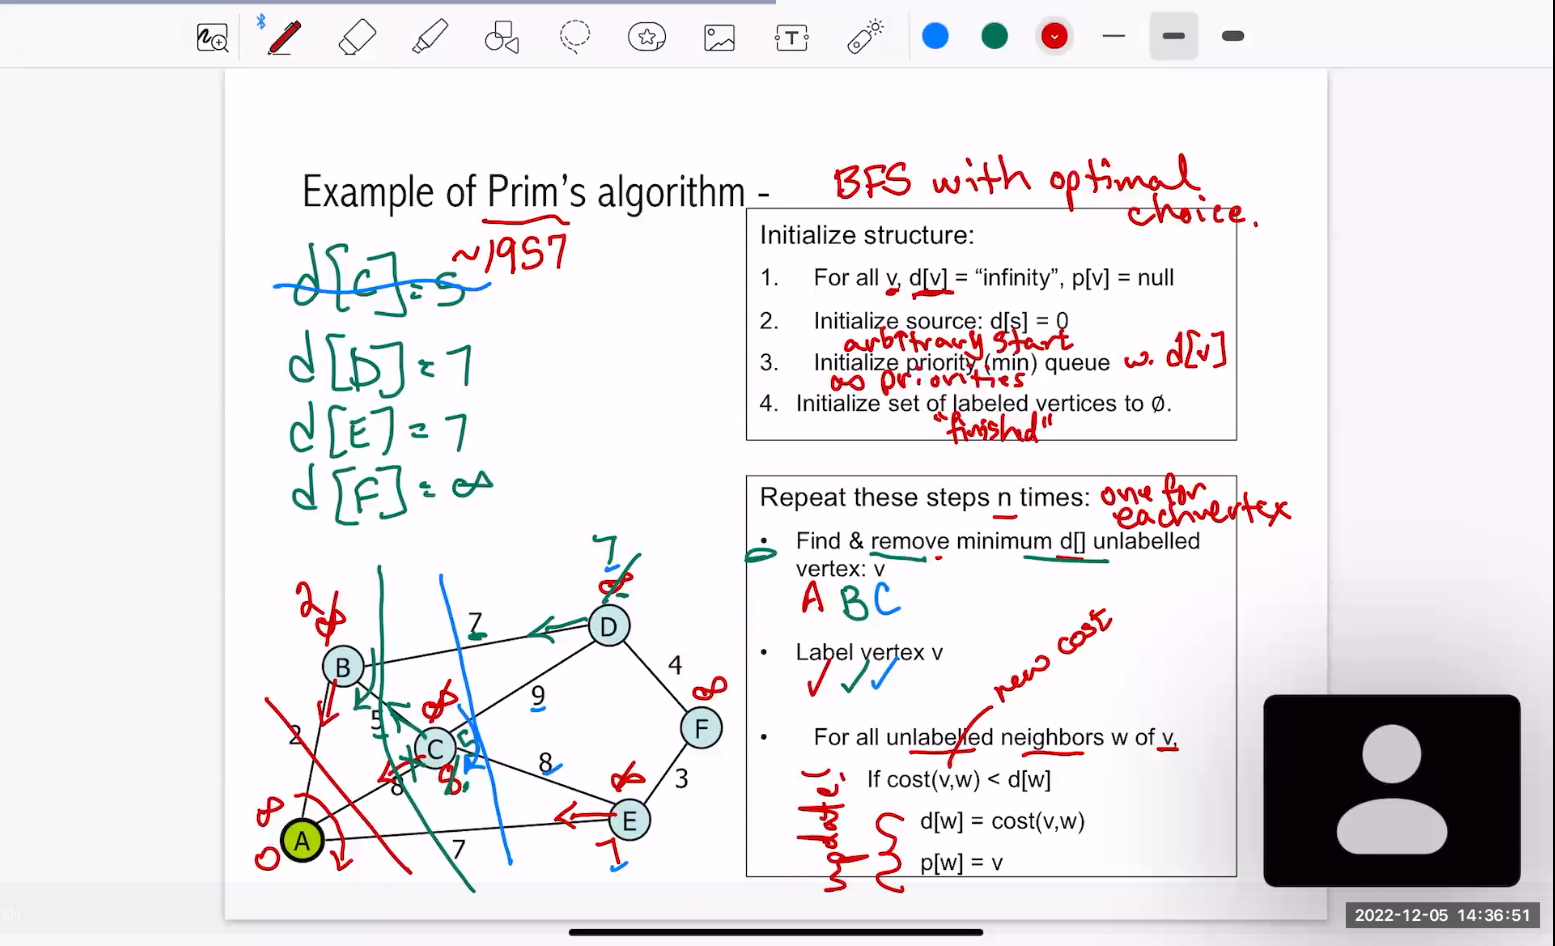 Example of Prim's algorithm -
BFS with optimal
choice.
~1957
d[C] = 5
d[D] = 7
d[E] = 7
d[F] = ∞
Initialize structure:
1. For all v, d[v] = “infinity”, p[v] = null
2. Initialize source: d[s] = 0
arbitrary start
3. Initialize priority (min) queue w. d[v]
as priorities
4. Initialize set of labeled vertices to ∅.
"finished"
Repeat these steps n times: one for
each vertex
• Find & remove minimum d[] unlabelled
vertex: v
A B C
• Label vertex v
✓ ✓ ✓
new cost
• For all unlabelled neighbors w of v,
If cost(v,w) < d[w]
d[w] = cost(v,w)
p[w] = v
update!
7
∞
D
2 ∞
B
7
4
∞
F
9
5
∞
C
5
8
8
8
3
∞
E
7
2
∞
0
A
7
T
2022-12-05 14:36:51